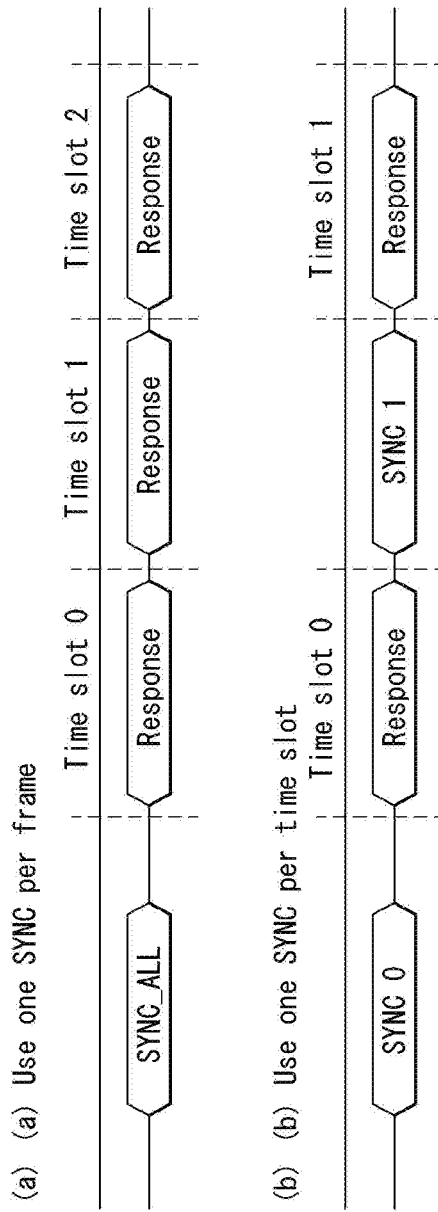 (a) (a) Use one SYNC per frame
Time slot 0 Time slot 1 Time slot 2
SYNC_ALL Response Response Response
(b) (b) Use one SYNC per time slot
Time slot 0 Time slot 1
SYNC 0 Response SYNC 1 Response